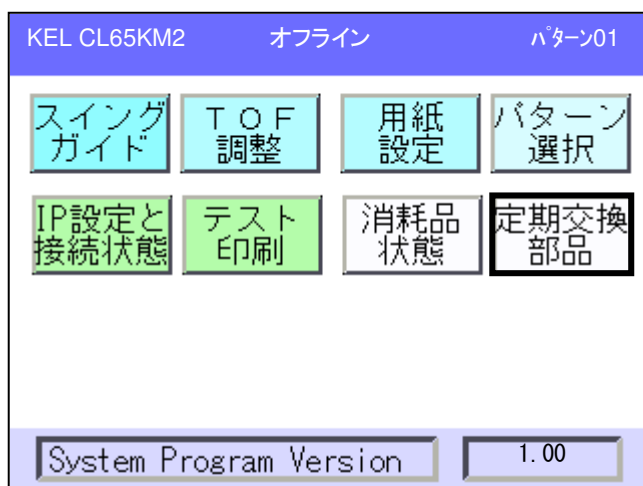 KEL CL65KM2 オフライン ﾊﾟﾀｰﾝ01
スイング ＴＯＦ 用紙 パターン
ガイド 調整 設定 選択
IP設定と テスト 消耗品 定期交換
接続状態 印刷 状態 部品
System Program Version 1.00